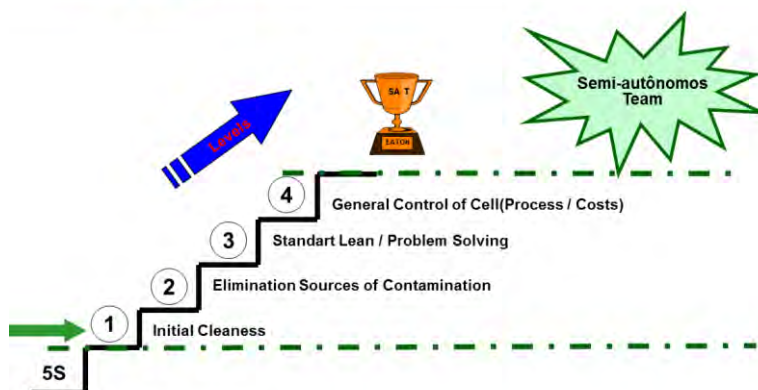 Semi-autônomos
Team
SA T
EATON
Levels
4
General Control of Cell(Process / Costs)
3
Standart Lean / Problem Solving
2
Elimination Sources of Contamination
1
Initial Cleaness
5S